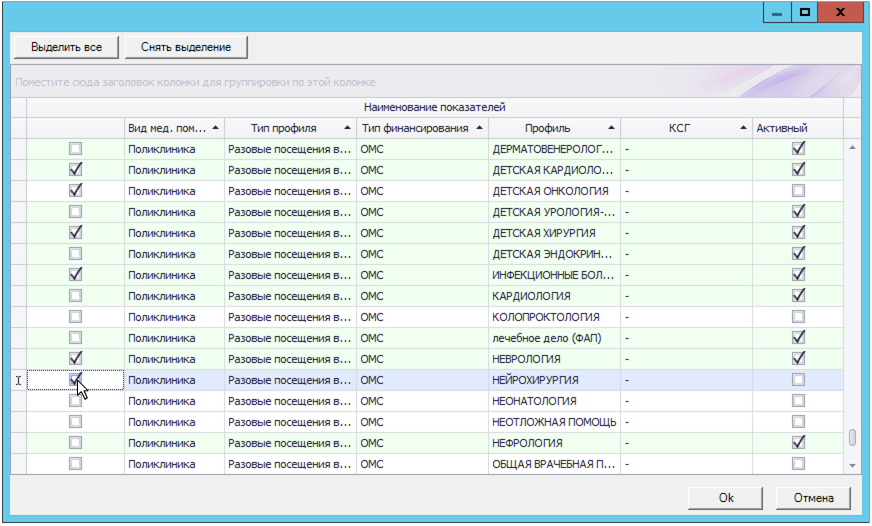 Выделить все Снять выделение
Поместите сюда заголовок колонки для группировки по этой колонке
Наименование показателей
Вид мед. пом... Тип профиля Тип финансирования Профиль КСГ Активный
Поликлиника Разовые посещения в... ОМС ДЕРМАТОВЕНЕРОЛОГ... -
Поликлиника Разовые посещения в... ОМС ДЕТСКАЯ КАРДИОЛО... -
Поликлиника Разовые посещения в... ОМС ДЕТСКАЯ ОНКОЛОГИЯ -
Поликлиника Разовые посещения в... ОМС ДЕТСКАЯ УРОЛОГИЯ-... -
Поликлиника Разовые посещения в... ОМС ДЕТСКАЯ ХИРУРГИЯ -
Поликлиника Разовые посещения в... ОМС ДЕТСКАЯ ЭНДОКРИН... -
Поликлиника Разовые посещения в... ОМС ИНФЕКЦИОННЫЕ БОЛ... -
Поликлиника Разовые посещения в... ОМС КАРДИОЛОГИЯ -
Поликлиника Разовые посещения в... ОМС КОЛОПРОКТОЛОГИЯ -
Поликлиника Разовые посещения в... ОМС лечебное дело (ФАП) -
Поликлиника Разовые посещения в... ОМС НЕВРОЛОГИЯ -
Поликлиника Разовые посещения в... ОМС НЕЙРОХИРУРГИЯ -
Поликлиника Разовые посещения в... ОМС НЕОНАТОЛОГИЯ -
Поликлиника Разовые посещения в... ОМС НЕОТЛОЖНАЯ ПОМОЩЬ -
Поликлиника Разовые посещения в... ОМС НЕФРОЛОГИЯ -
Поликлиника Разовые посещения в... ОМС ОБЩАЯ ВРАЧЕБНАЯ П... -
Ok Отмена